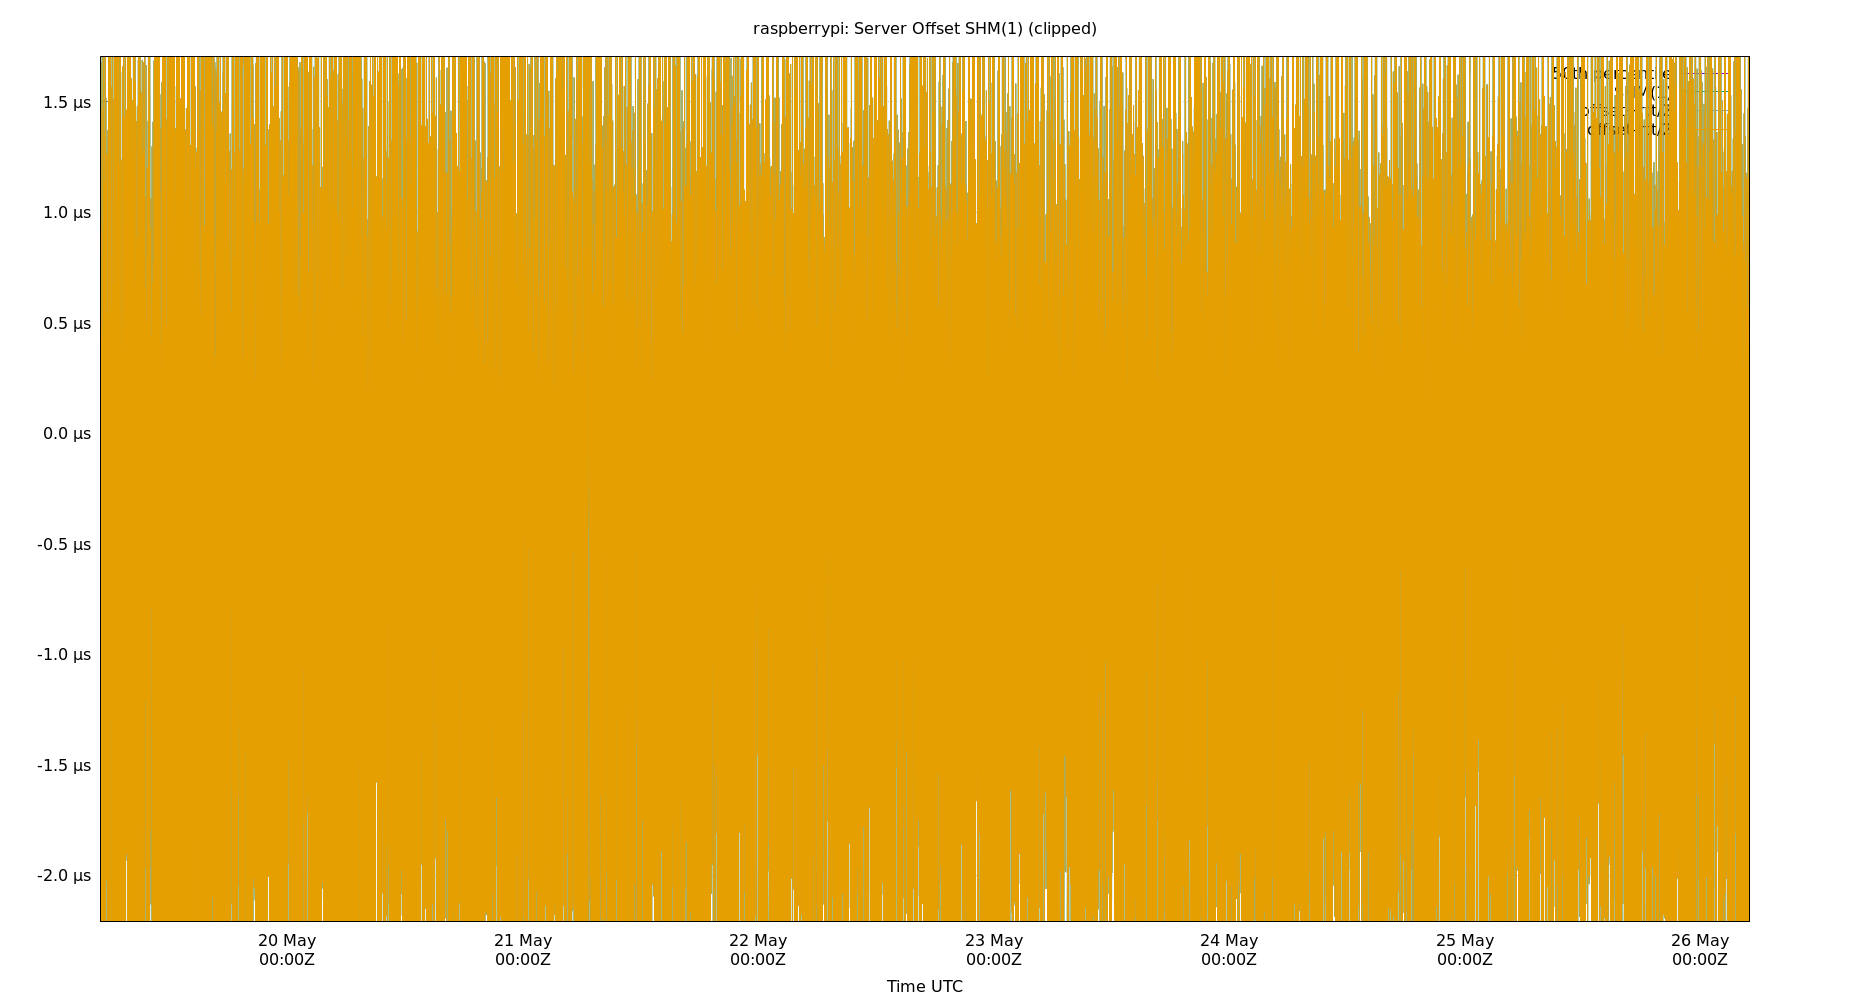 raspberrypi: Server Offset SHM(1) (clipped)
1.5 µs
1.0 µs
0.5 µs
0.0 µs
-0.5 µs
-1.0 µs
-1.5 µs
-2.0 µs
20 May 21 May 22 May 23 May 24 May 25 May 26 May
00:00Z 00:00Z 00:00Z 00:00Z 00:00Z 00:00Z 00:00Z
Time UTC